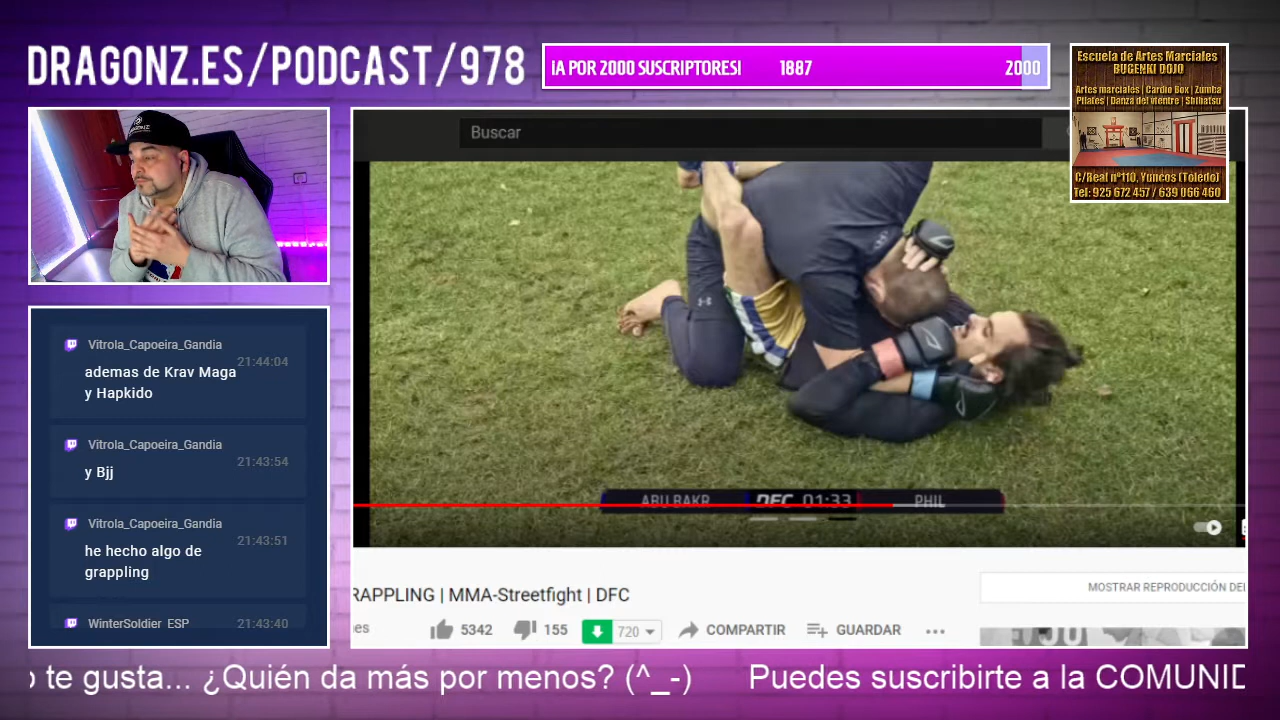 DRAGONZ.ES/PODCAST/978
IA POR 2000 SUSCRIPTORES! 1887 2000
Escuela de Artes Marciales
BUGENKI DOJO
Artes marciales | Cardio Box | Zumba
Pilates | Danza del vientre | Shihatsu
C/Real nº110, Yuncos (Toledo)
Tel: 925 672 457 / 639 066 460
Buscar
ABU BAKR DFC 01:33 PHIL
RAPPLING | MMA-Streetfight | DFC
MOSTRAR REPRODUCCIÓN DE
es 5342 155 720 COMPARTIR GUARDAR
Vitrola_Capoeira_Gandia
21:44:04
ademas de Krav Maga
y Hapkido
Vitrola_Capoeira_Gandia
21:43:54
y Bjj
Vitrola_Capoeira_Gandia
21:43:51
he hecho algo de
grappling
WinterSoldier_ESP 21:43:40
o te gusta... ¿Quién da más por menos? (^_-) Puedes suscribirte a la COMUNID